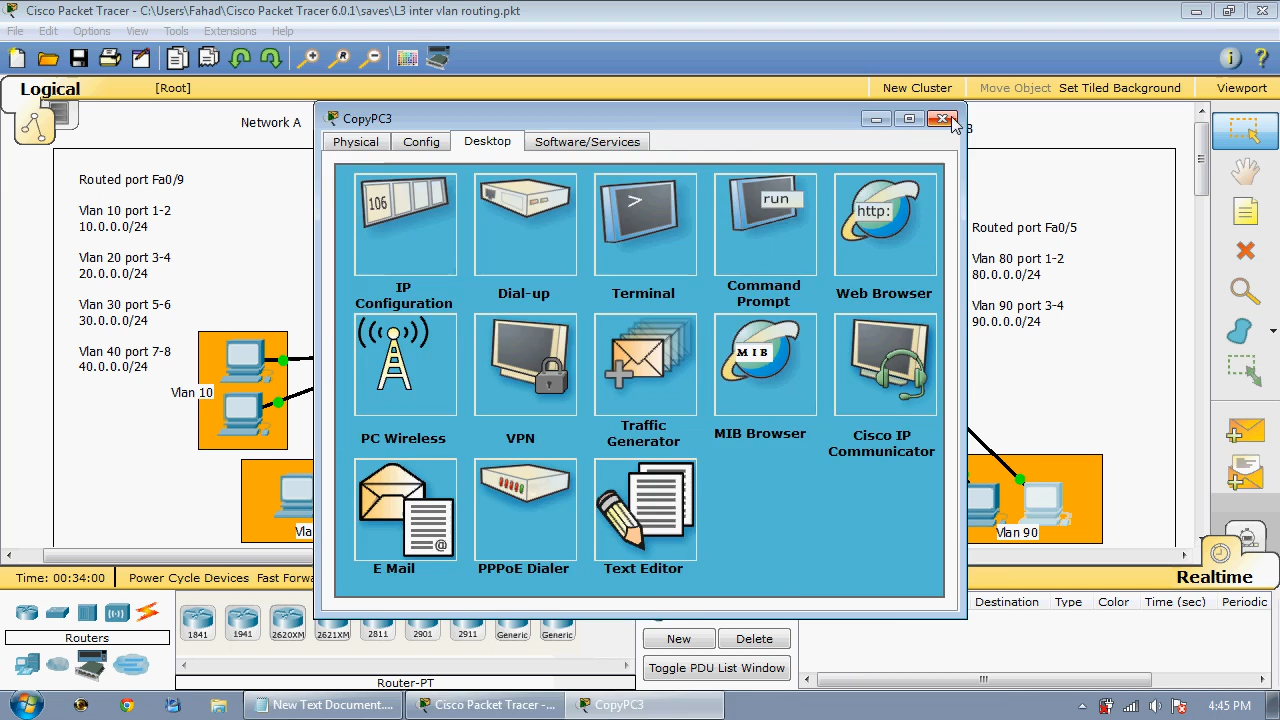 Cisco Packet Tracer - C:\Users\Fahad\Cisco Packet Tracer 6.0.1\saves\L3 inter vlan routing.pkt
File Edit Options View Tools Extensions Help
Logical
[Root]
New Cluster
Move Object
Set Tiled Background
Viewport
Network A
Routed port Fa0/9
Vlan 10 port 1-2
10.0.0.0/24
Vlan 20 port 3-4
20.0.0.0/24
Vlan 30 port 5-6
30.0.0.0/24
Vlan 40 port 7-8
40.0.0.0/24
Vlan 10
CopyPC3
Physical Config Desktop Software/Services
106
>
run
http:
IP
Configuration
Dial-up
Terminal
Command
Prompt
Web Browser
MIB
PC Wireless
VPN
Traffic
Generator
MIB Browser
Cisco IP
Communicator
@
E Mail
PPPoE Dialer
Text Editor
B
Routed port Fa0/5
Vlan 80 port 1-2
80.0.0.0/24
Vlan 90 port 3-4
90.0.0.0/24
Vlan 90
Time: 00:34:00
Power Cycle Devices
Realtime
Routers
1841
1941
2620XM
2621XM
2811
2901
2911
Generic
Generic
Router-PT
New
Delete
Toggle PDU List Window
Destination
Type
Color
Time (sec)
Periodic
New Text Document....
Cisco Packet Tracer -...
CopyPC3
4:45 PM